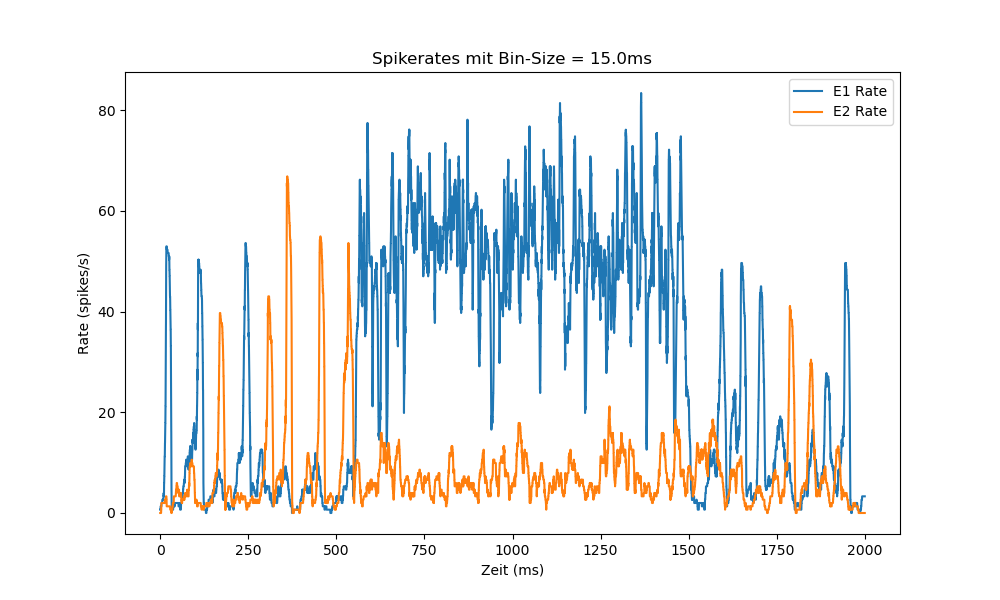 Spikerates mit Bin-Size = 15.0ms
E1 Rate
E2 Rate
Rate (spikes/s)
80
60
40
20
0
0 250 500 750 1000 1250 1500 1750 2000
Zeit (ms)